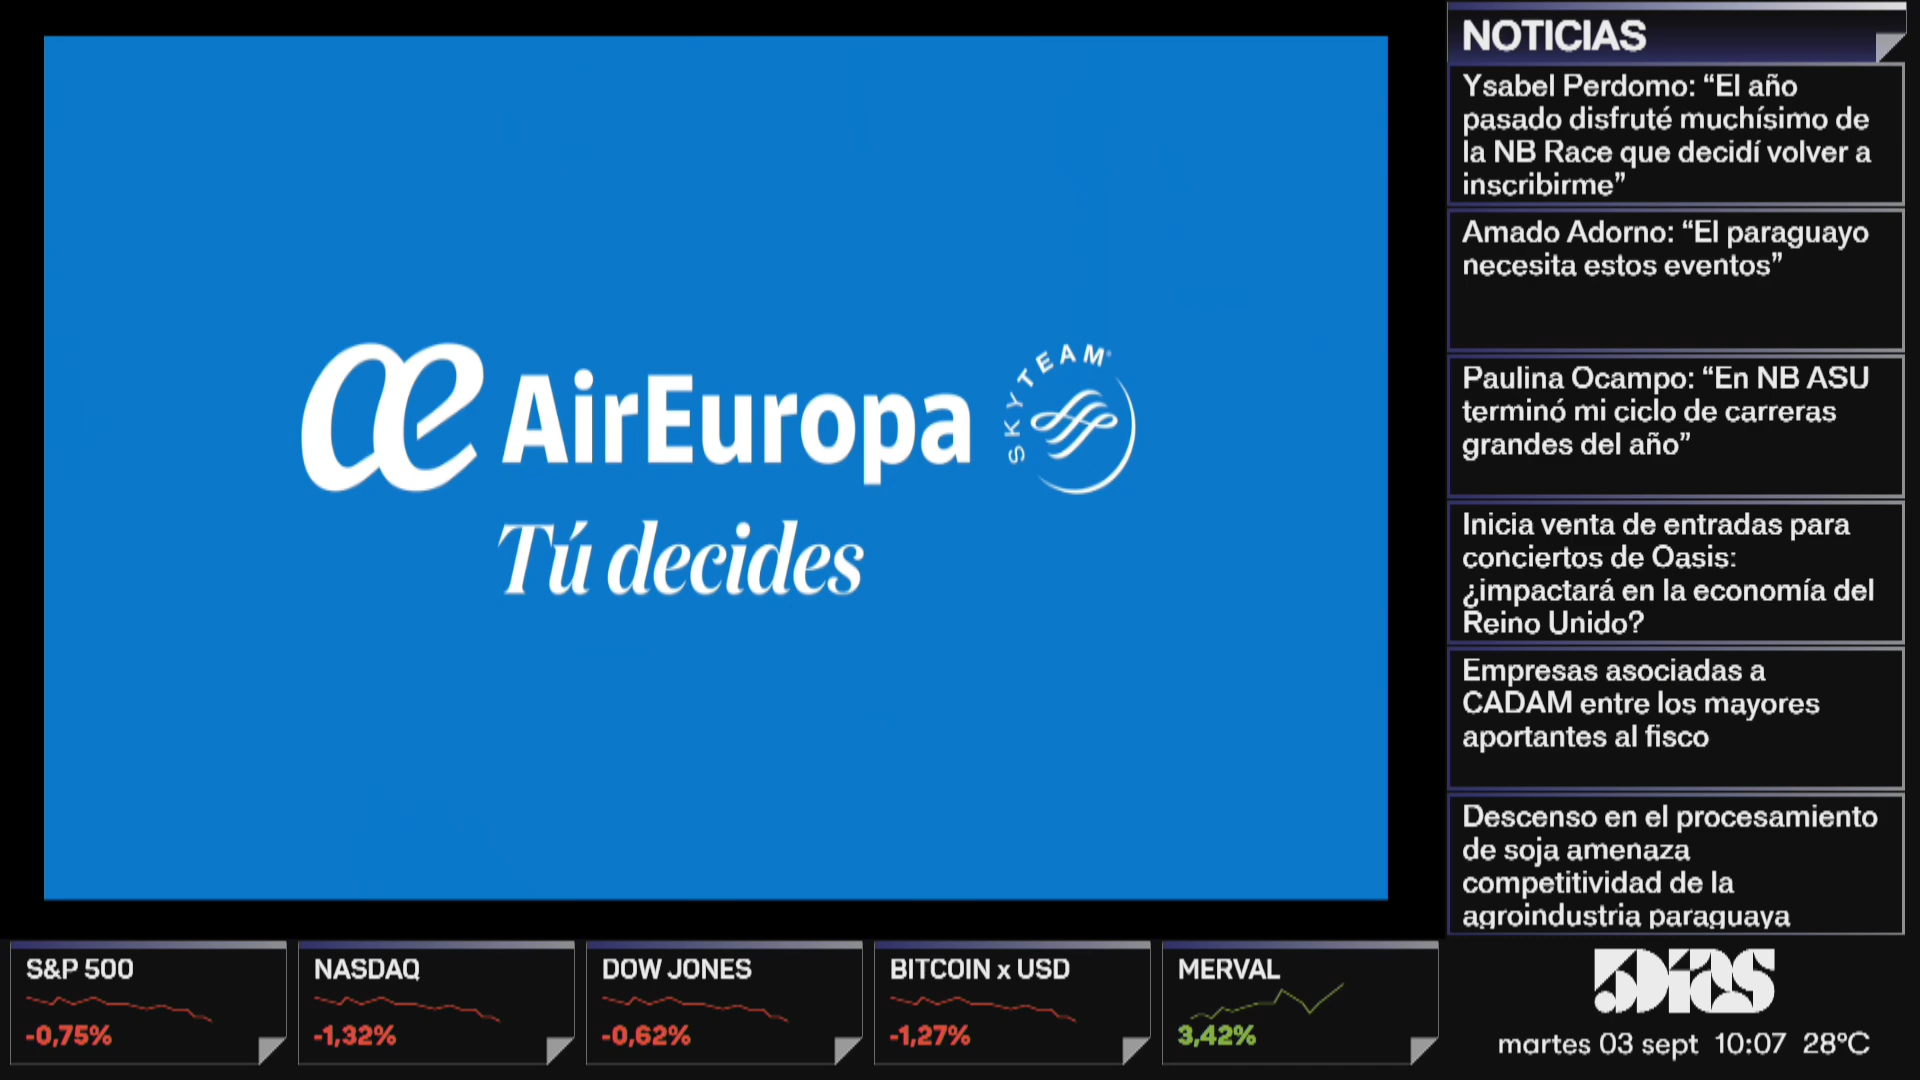 æ AirEuropa
SKYTEAM
Tú decides
NOTICIAS
Ysabel Perdomo: “El año
pasado disfruté muchísimo de
la NB Race que decidí volver a
inscribirme”
Amado Adorno: “El paraguayo
necesita estos eventos”
Paulina Ocampo: “En NB ASU
terminó mi ciclo de carreras
grandes del año”
Inicia venta de entradas para
conciertos de Oasis:
¿impactará en la economía del
Reino Unido?
Empresas asociadas a
CADAM entre los mayores
aportantes al fisco
Descenso en el procesamiento
de soja amenaza
competitividad de la
agroindustria paraguaya
S&P 500
-0,75%
NASDAQ
-1,32%
DOW JONES
-0,62%
BITCOIN x USD
-1,27%
MERVAL
3,42%
5Días
martes 03 sept 10:07 28°C